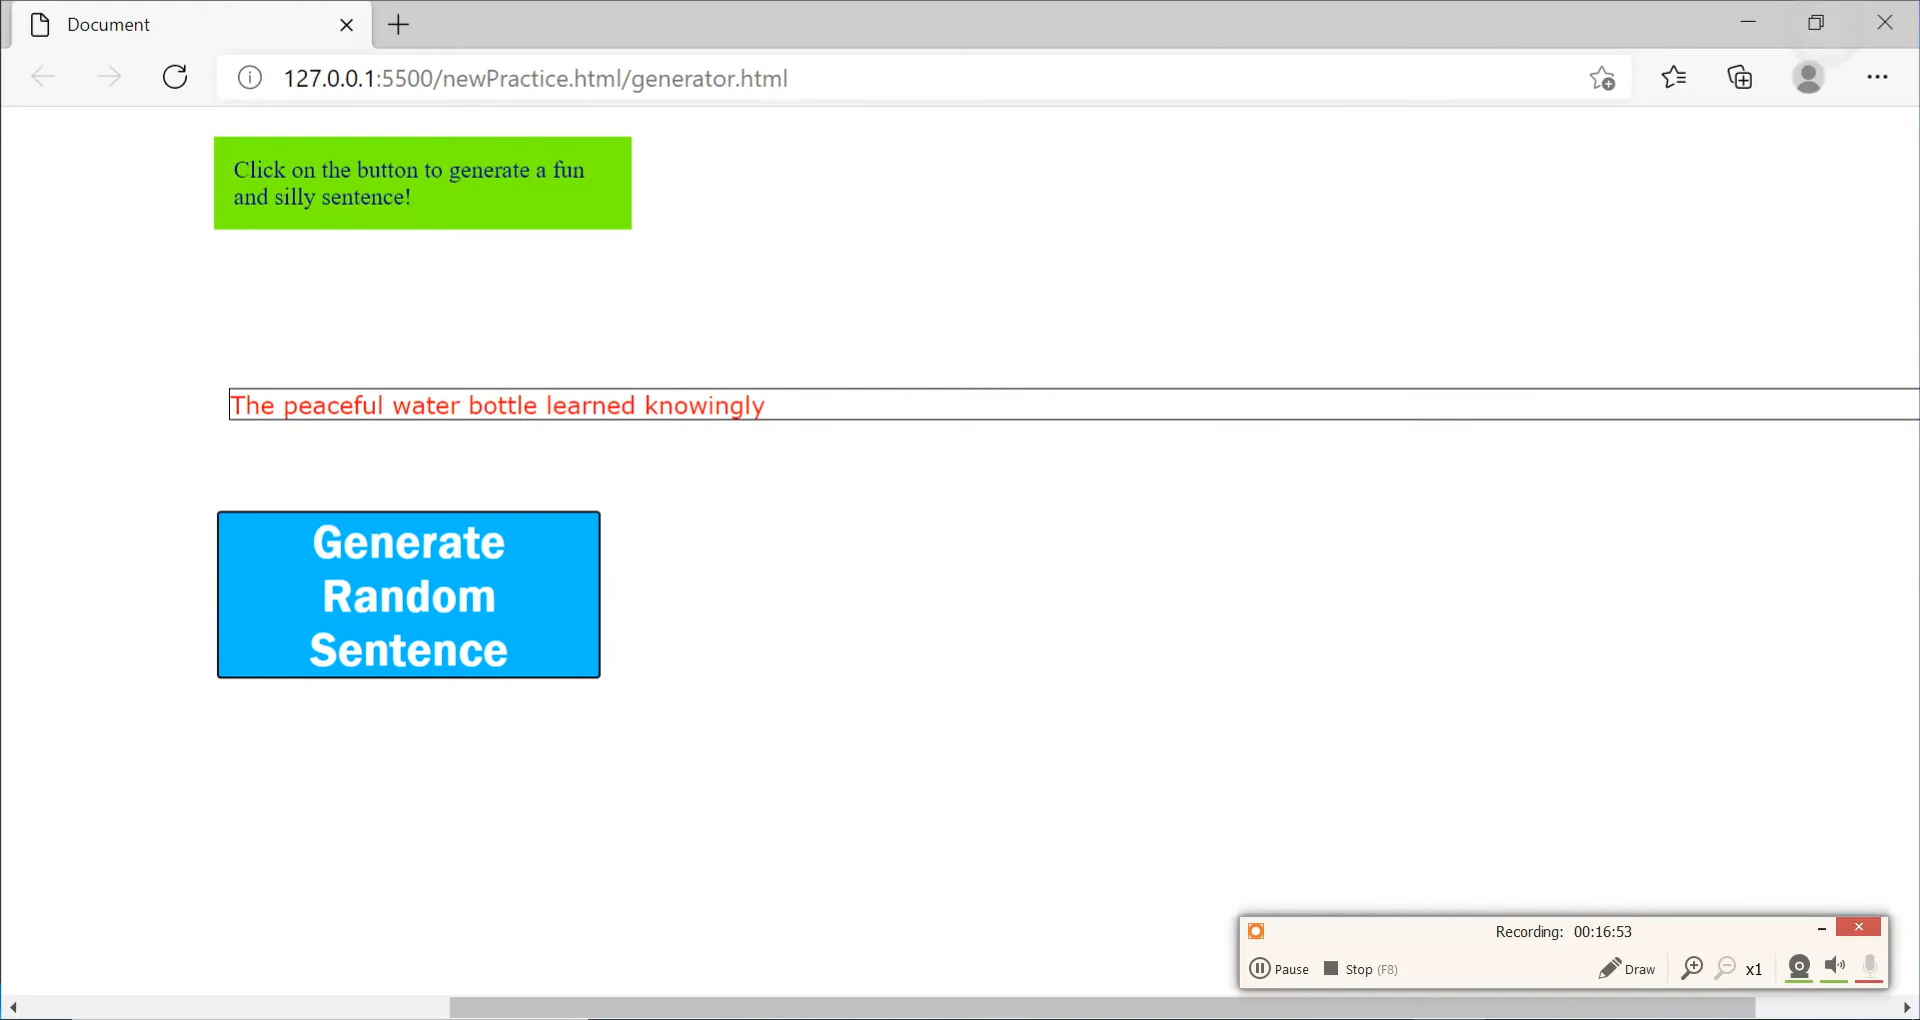 Document
127.0.0.1:5500/newPractice.html/generator.html
Click on the button to generate a fun
and silly sentence!
The peaceful water bottle learned knowingly
Generate
Random
Sentence
Recording: 00:16:53
Pause Stop (F8) Draw x1